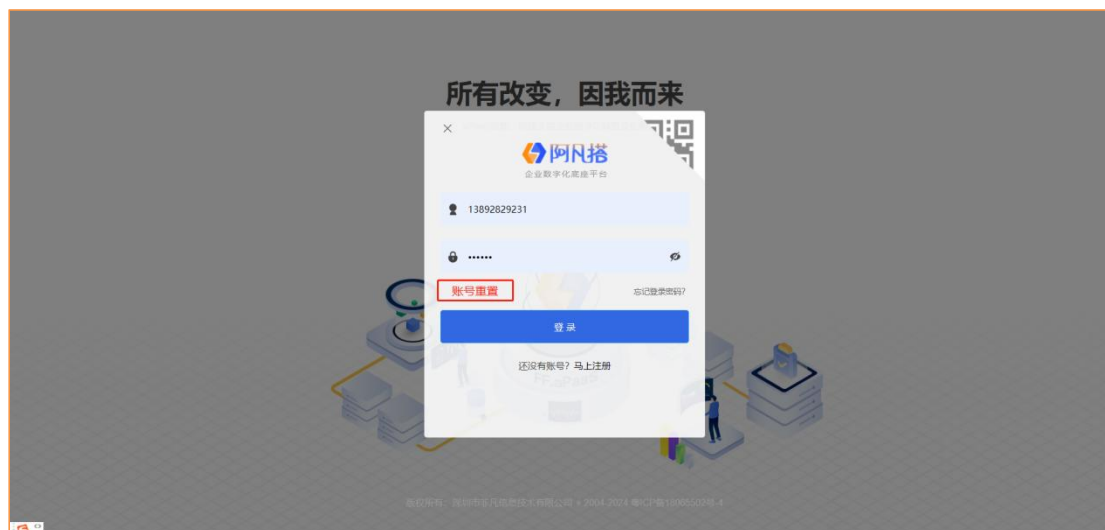 所有改变，因我而来
阿凡搭
企业数字化底座平台
13892829231
••••••
账号重置
忘记登录密码?
登录
还没有账号? 马上注册